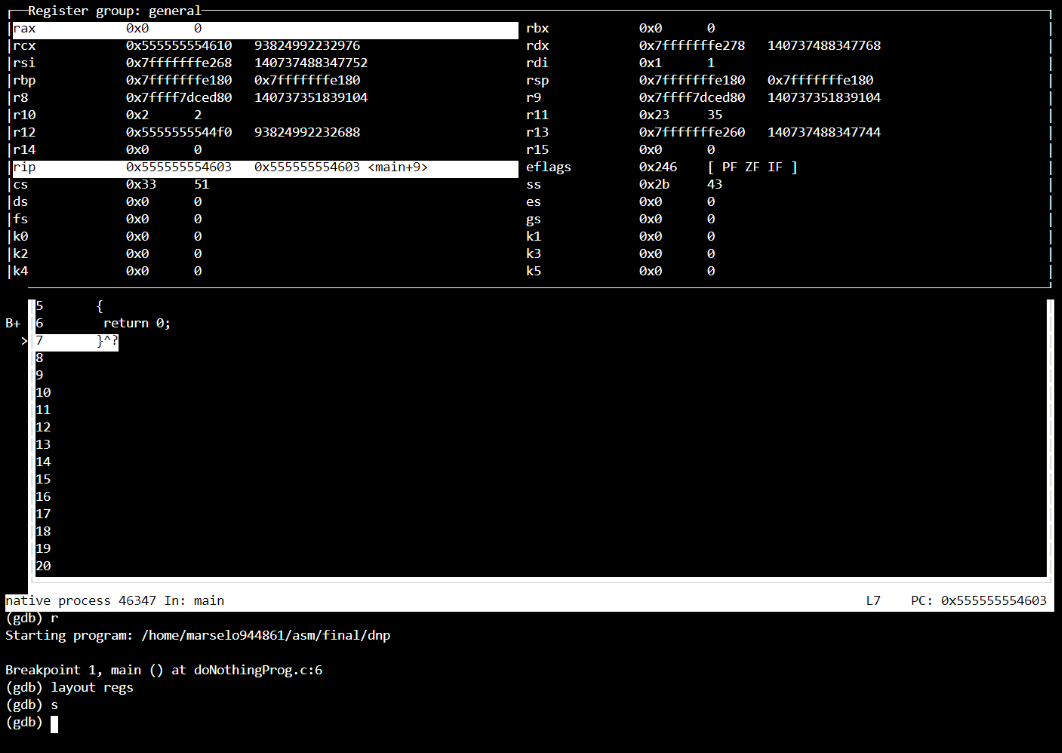 Register group: general
rax 0x0 0 rbx 0x0 0
rcx 0x555555554610 93824992232976 rdx 0x7fffffffe278 140737488347768
rsi 0x7fffffffe268 140737488347752 rdi 0x1 1
rbp 0x7fffffffe180 0x7fffffffe180 rsp 0x7fffffffe180 0x7fffffffe180
r8 0x7ffff7dced80 140737351839104 r9 0x7ffff7dced80 140737351839104
r10 0x2 2 r11 0x23 35
r12 0x5555555544f0 93824992232688 r13 0x7fffffffe260 140737488347744
r14 0x0 0 r15 0x0 0
rip 0x555555554603 0x555555554603 <main+9> eflags 0x246 [ PF ZF IF ]
cs 0x33 51 ss 0x2b 43
ds 0x0 0 es 0x0 0
fs 0x0 0 gs 0x0 0
k0 0x0 0 k1 0x0 0
k2 0x0 0 k3 0x0 0
k4 0x0 0 k5 0x0 0
5 {
B+ 6 return 0;
> 7 }^?
8
9
10
11
12
13
14
15
16
17
18
19
20
native process 46347 In: main L7 PC: 0x555555554603
(gdb) r
Starting program: /home/marselo944861/asm/final/dnp
Breakpoint 1, main () at doNothingProg.c:6
(gdb) layout regs
(gdb) s
(gdb)